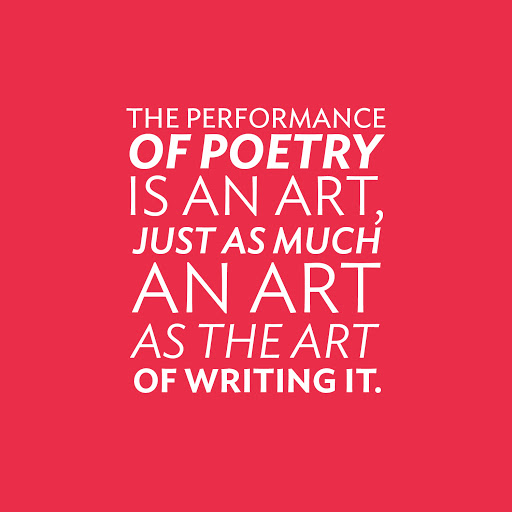 THE PERFORMANCE
OF POETRY
IS AN ART,
JUST AS MUCH
AN ART
AS THE ART
OF WRITING IT.